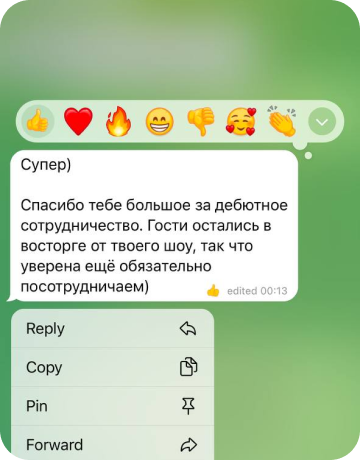 Супер)
Спасибо тебе большое за дебютное
сотрудничество. Гости остались в
восторге от твоего шоу, так что
уверена ещё обязательно
посотрудничаем)
edited 00:13
Reply
Copy
Pin
Forward